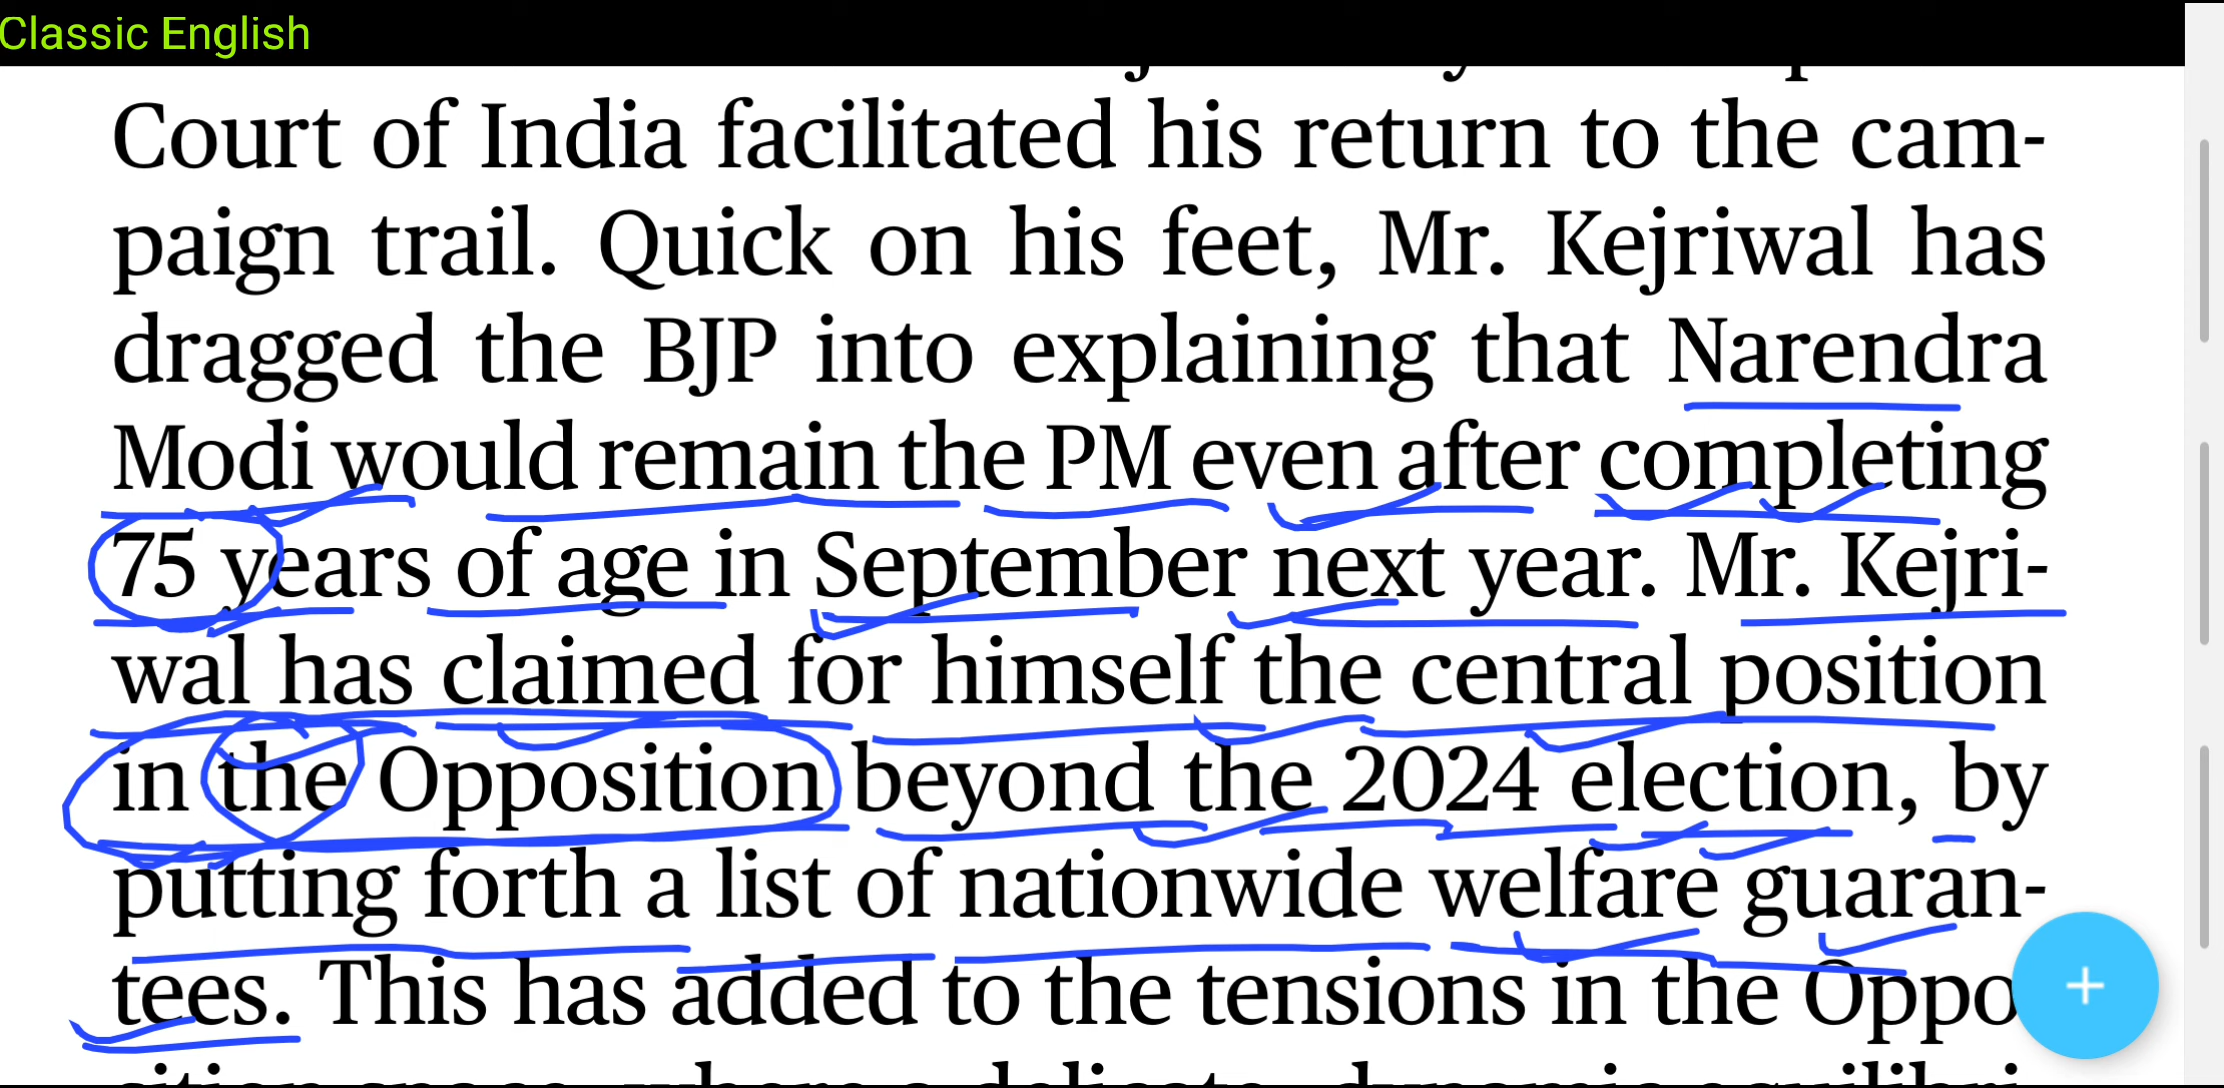 Classic English
Court of India facilitated his return to the cam-
paign trail. Quick on his feet, Mr. Kejriwal has
dragged the BJP into explaining that Narendra
Modi would remain the PM even after completing
75 years of age in September next year. Mr. Kejri-
wal has claimed for himself the central position
in the Opposition beyond the 2024 election, by
putting forth a list of nationwide welfare guaran-
tees. This has added to the tensions in the Oppo
+